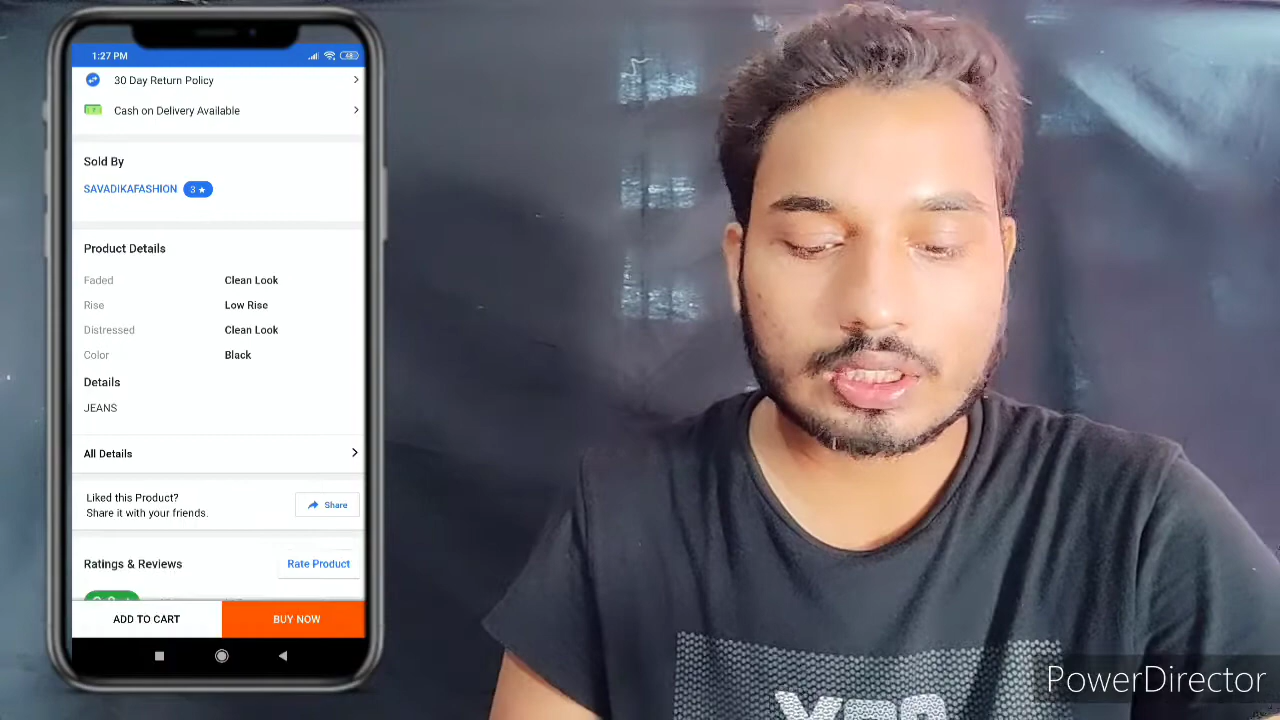 1:27 PM
48
30 Day Return Policy
Cash on Delivery Available
Sold By
SAVADIKAFASHION 3 ★
Product Details
Faded Clean Look
Rise Low Rise
Distressed Clean Look
Color Black
Details
JEANS
All Details
Liked this Product?
Share it with your friends.
Share
Ratings & Reviews Rate Product
ADD TO CART BUY NOW
PowerDirector